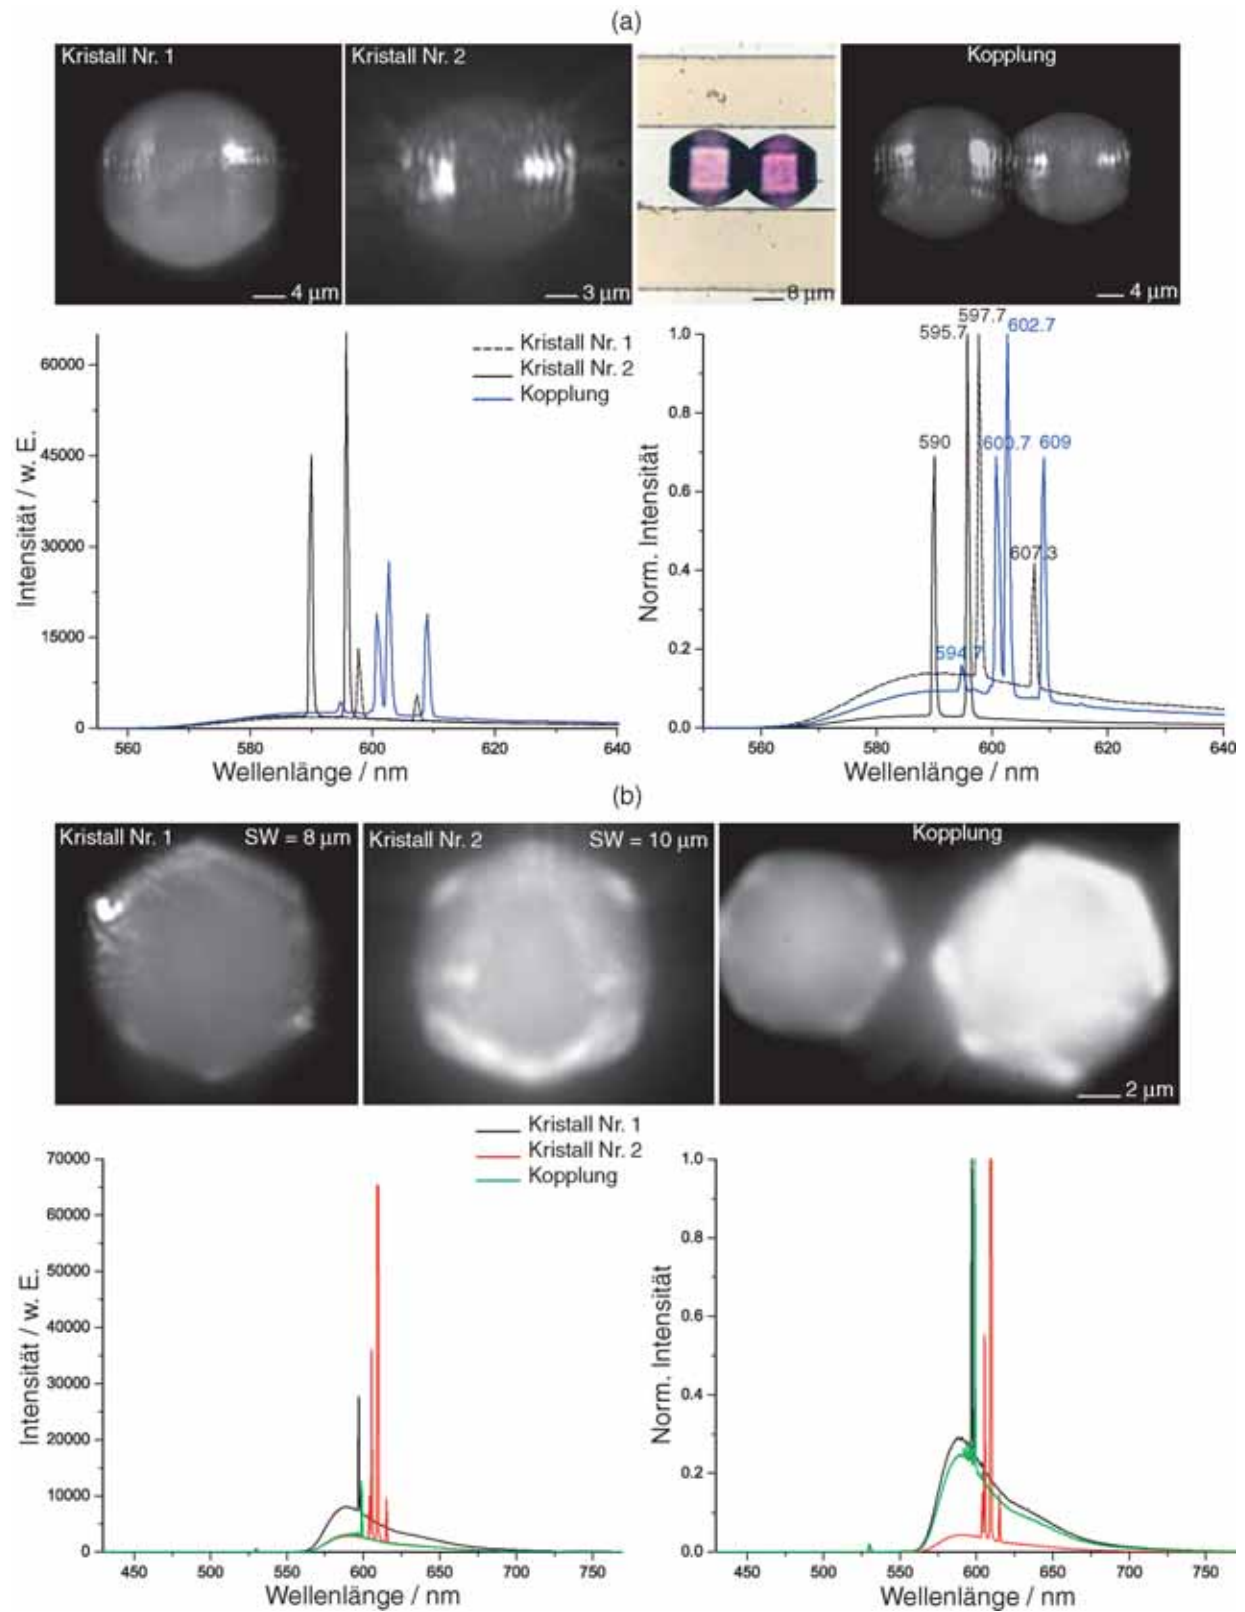 (a)
Kristall Nr. 1
Kristall Nr. 2
Kopplung
4 µm
3 µm
8 µm
4 µm
Kristall Nr. 1
Kristall Nr. 2
Kopplung
Intensität / w. E.
60000
45000
30000
15000
0
560 580 600 620 640
Wellenlänge / nm
Norm. Intensität
1.0
0.8
0.6
0.4
0.2
0.0
597.7
595.7
602.7
590
600.7
609
607.3
594.7
560 580 600 620 640
Wellenlänge / nm
(b)
Kristall Nr. 1 SW = 8 µm
Kristall Nr. 2 SW = 10 µm
Kopplung
2 µm
Kristall Nr. 1
Kristall Nr. 2
Kopplung
Intensität / w. E.
70000
60000
50000
40000
30000
20000
10000
0
450 500 550 600 650 700 750
Wellenlänge / nm
Norm. Intensität
1.0
0.8
0.6
0.4
0.2
0.0
450 500 550 600 650 700 750
Wellenlänge / nm